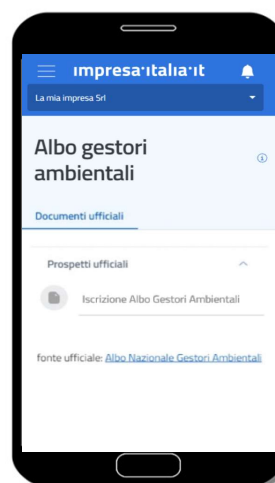 impresa•italia•it
La mia impresa Srl
Albo gestori
ambientali
Documenti ufficiali
Prospetti ufficiali
Iscrizione Albo Gestori Ambientali
fonte ufficiale: Albo Nazionale Gestori Ambientali